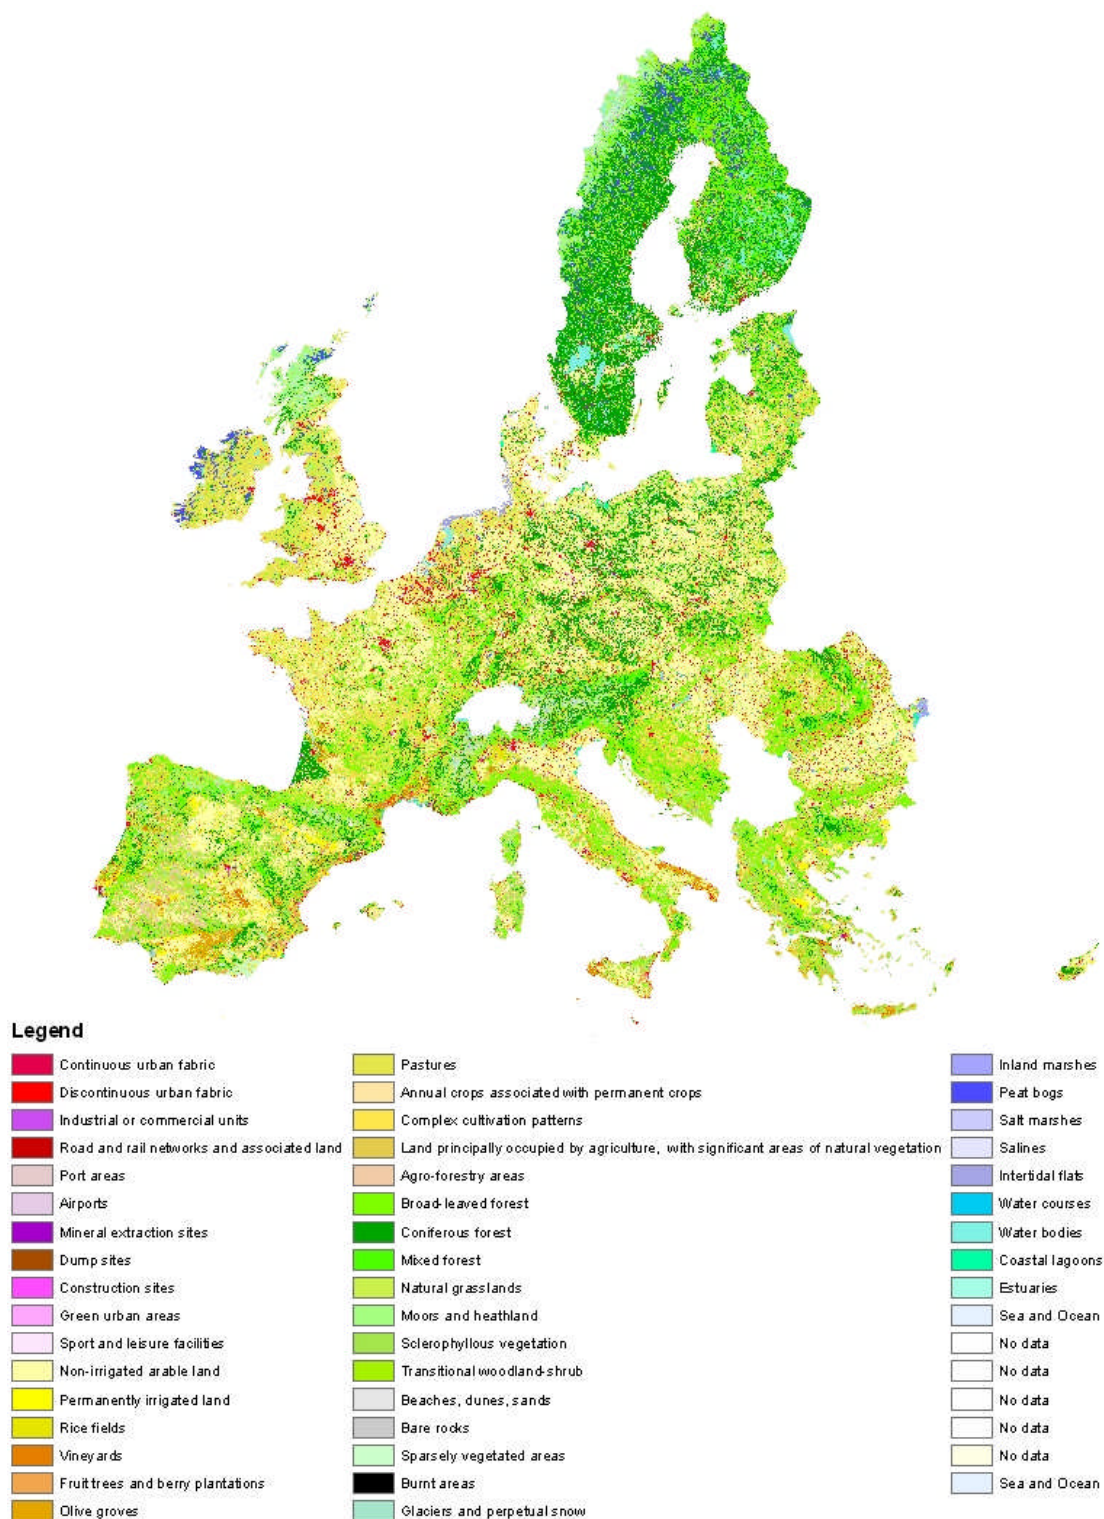 Legend
Continuous urban fabric
Discontinuous urban fabric
Industrial or commercial units
Road and rail networks and associated land
Port areas
Airports
Mineral extraction sites
Dump sites
Construction sites
Green urban areas
Sport and leisure facilities
Non-irrigated arable land
Permanently irrigated land
Rice fields
Vineyards
Fruit trees and berry plantations
Olive groves
Pastures
Annual crops associated with permanent crops
Complex cultivation patterns
Land principally occupied by agriculture, with significant areas of natural vegetation
Agro-forestry areas
Broad-leaved forest
Coniferous forest
Mixed forest
Natural grasslands
Moors and heathland
Sclerophyllous vegetation
Transitional woodland-shrub
Beaches, dunes, sands
Bare rocks
Sparsely vegetated areas
Burnt areas
Glaciers and perpetual snow
Inland marshes
Peat bogs
Salt marshes
Salines
Intertidal flats
Water courses
Water bodies
Coastal lagoons
Estuaries
Sea and Ocean
No data
No data
No data
No data
No data
Sea and Ocean